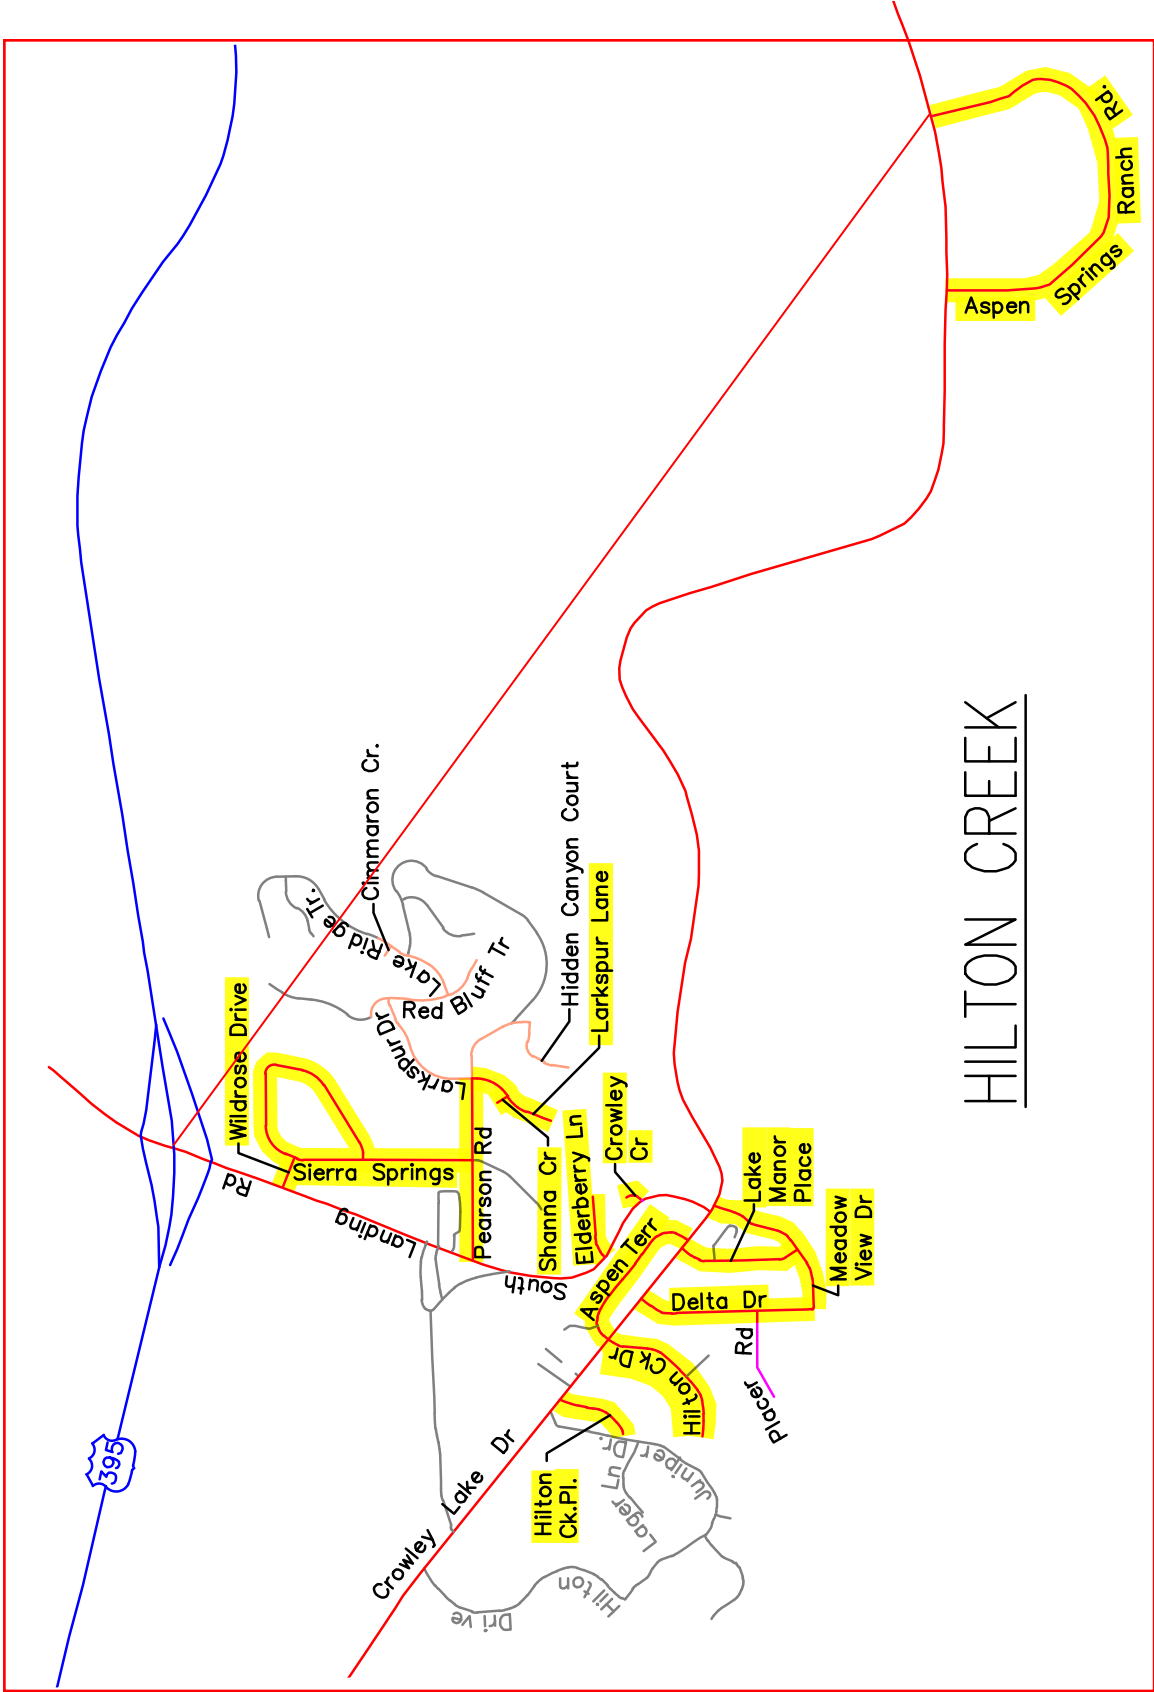 395
Crowley Lake Dr
South Landing Rd
Wildrose Drive
Sierra Springs
Pearson Rd
Larkspur Dr
Red Bluff Tr
Lake Ridge Tr.
Cimmaron Cr.
Hidden Canyon Court
Larkspur Lane
Shanna Cr
Elderberry Ln
Crowley
Cr
Aspen Terr
Lake
Manor
Place
Meadow
View Dr
Delta Dr
Placer Rd
Hilton Ck Dr
Hilton
Ck.Pl.
Juniper Dr.
Lager Ln
Hilton Drive
Aspen Springs Ranch Rd.
HILTON CREEK